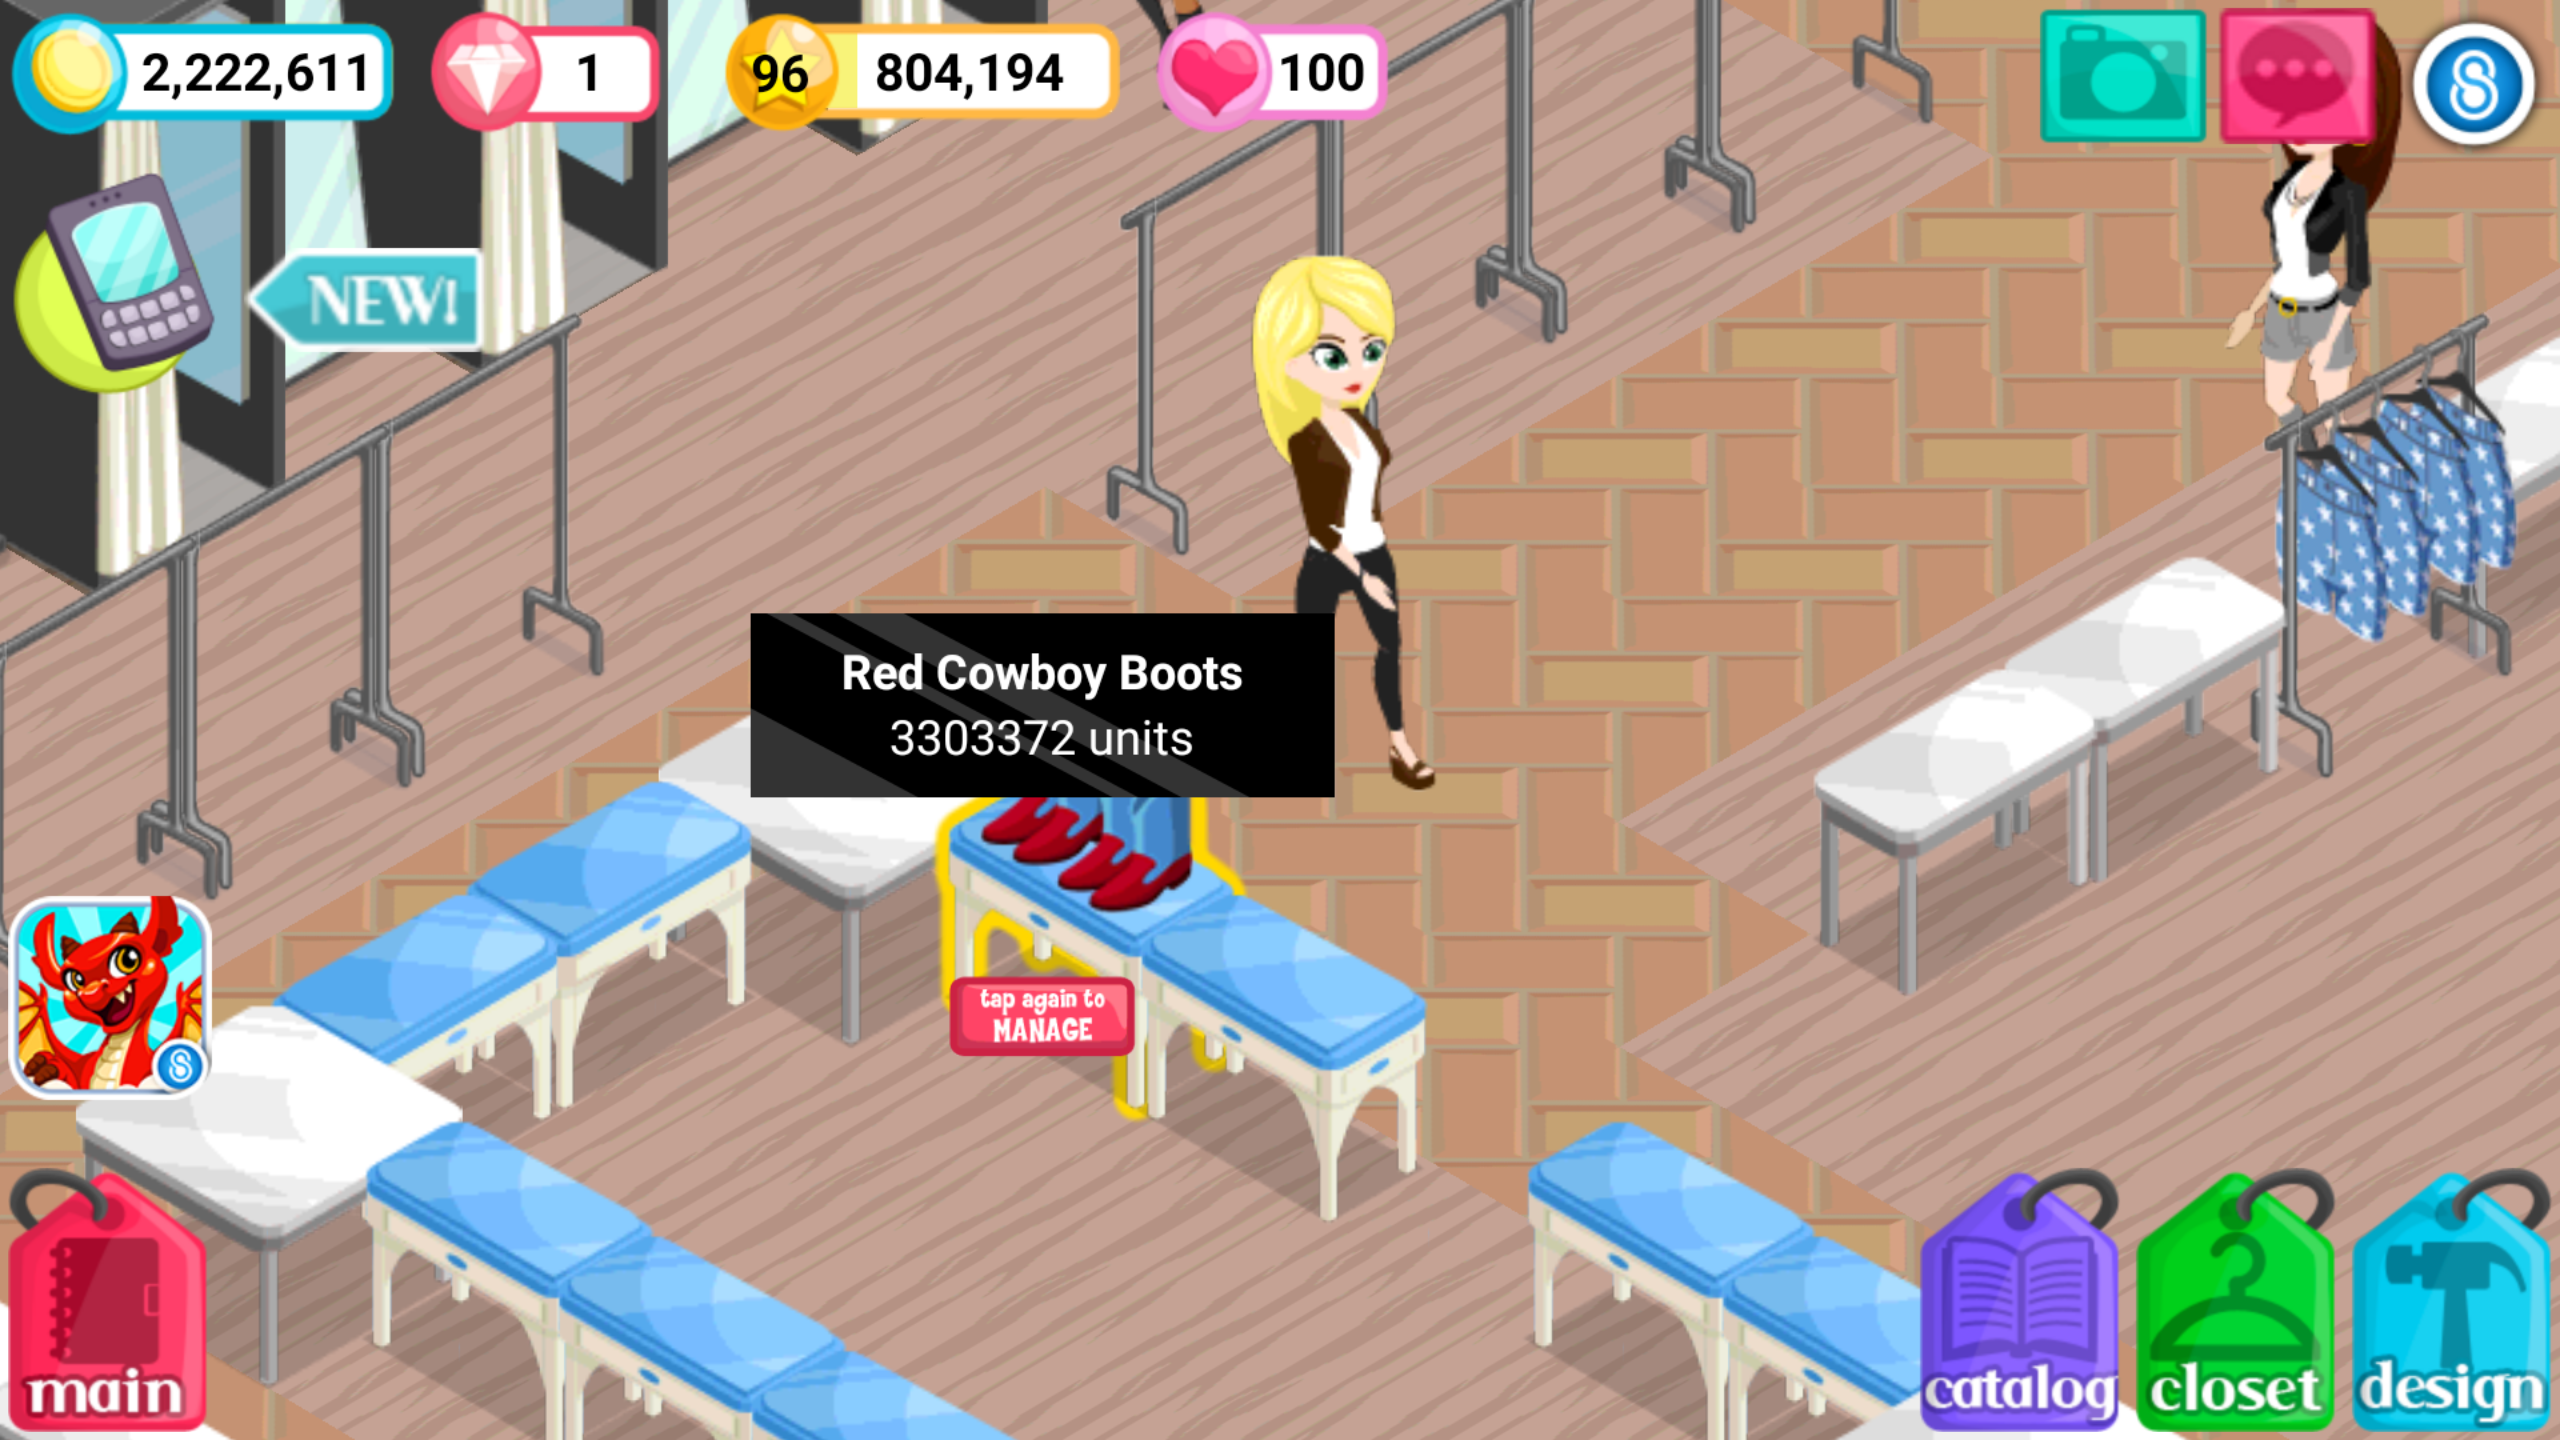 2,222,611
1
96
804,194
100
NEW!
Red Cowboy Boots
3303372 units
tap again to
MANAGE
main
catalog
closet
design